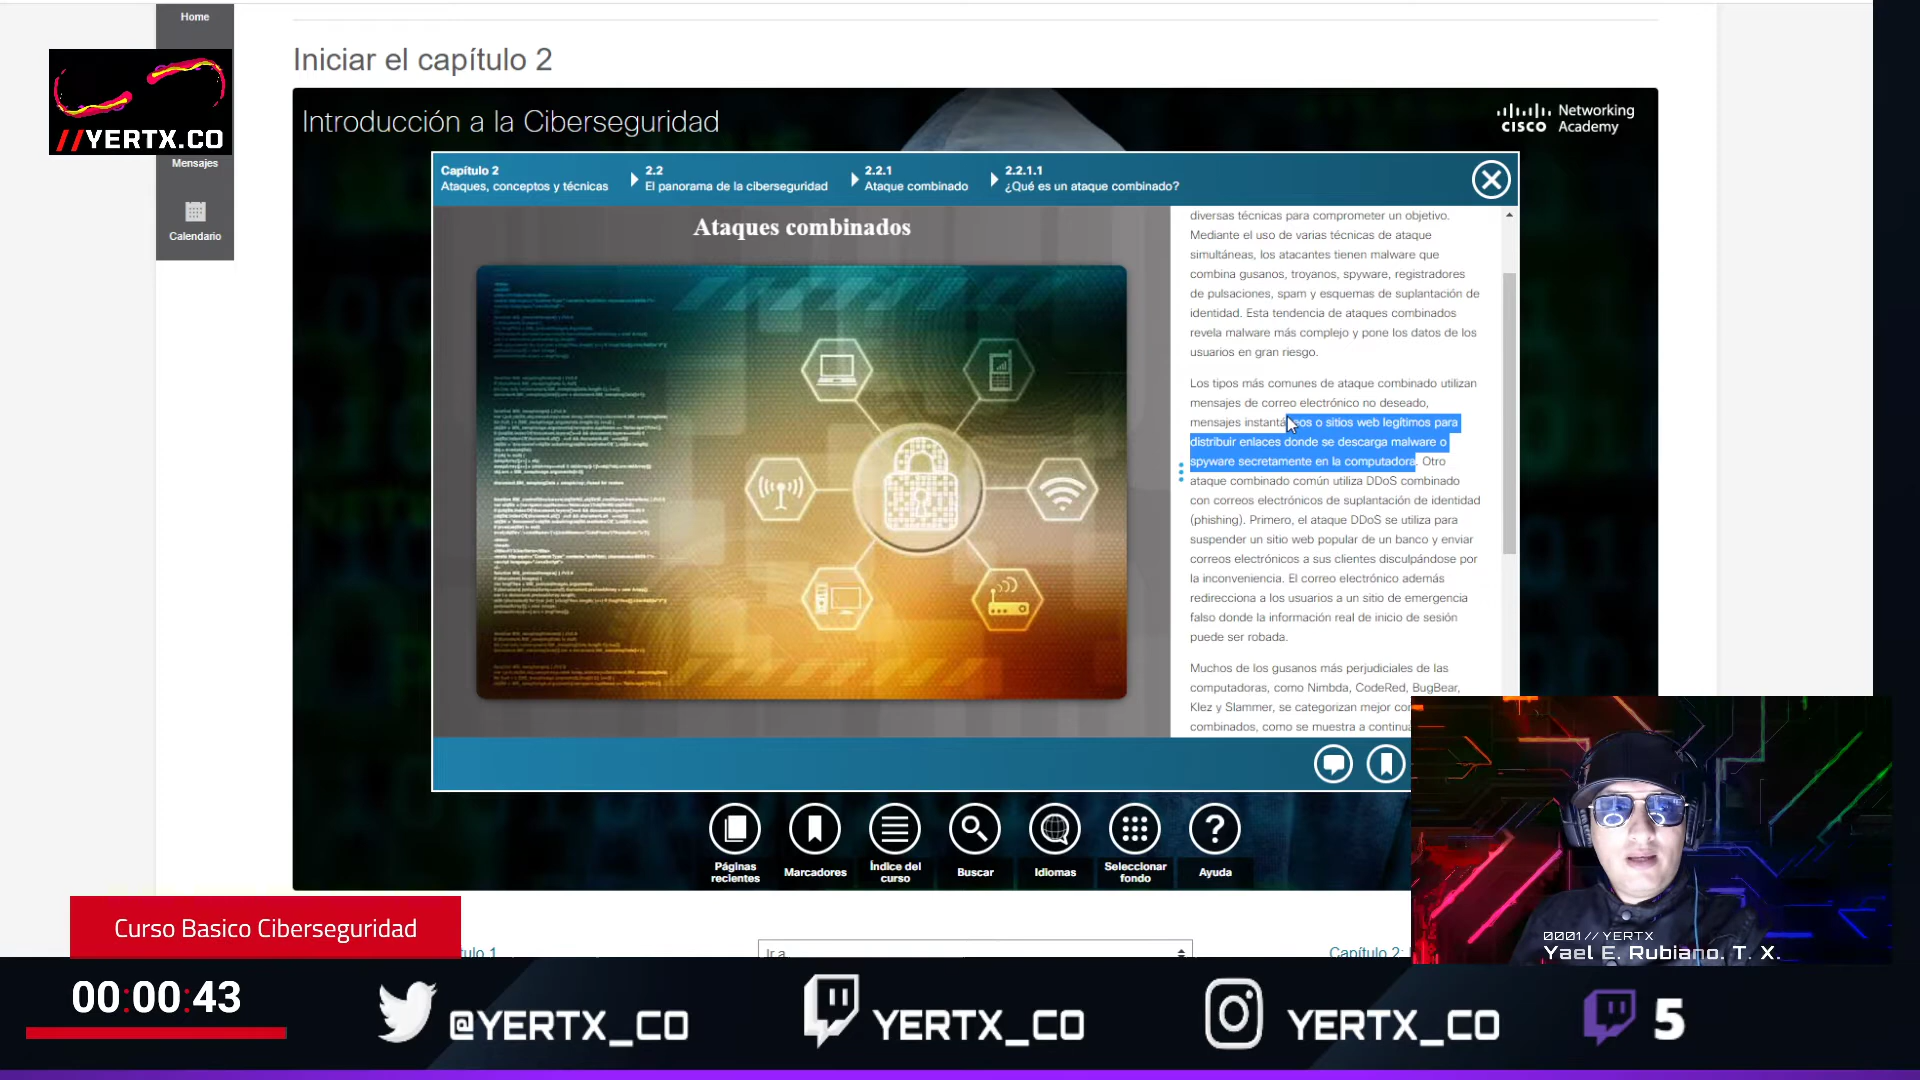 Home
//YERTX.CO
Mensajes
Calendario
Iniciar el capítulo 2
Introducción a la Ciberseguridad
cisco Networking Academy
Capítulo 2
Ataques, conceptos y técnicas
2.2
El panorama de la ciberseguridad
2.2.1
Ataque combinado
2.2.1.1
¿Qué es un ataque combinado?
Ataques combinados
diversas técnicas para comprometer un objetivo.
Mediante el uso de varias técnicas de ataque
simultáneas, los atacantes tienen malware que
combina gusanos, troyanos, spyware, registradores
de pulsaciones, spam y esquemas de suplantación de
identidad. Esta tendencia de ataques combinados
revela malware más complejo y pone los datos de los
usuarios en gran riesgo.
Los tipos más comunes de ataque combinado utilizan
mensajes de correo electrónico no deseado,
mensajes instantáneos o sitios web legítimos para
distribuir enlaces donde se descarga malware o
spyware secretamente en la computadora. Otro
ataque combinado común utiliza DDoS combinado
con correos electrónicos de suplantación de identidad
(phishing). Primero, el ataque DDoS se utiliza para
suspender un sitio web popular de un banco y enviar
correos electrónicos a sus clientes disculpándose por
la inconveniencia. El correo electrónico además
redirecciona a los usuarios a un sitio de emergencia
falso donde la información real de inicio de sesión
puede ser robada.
Muchos de los gusanos más perjudiciales de las
computadoras, como Nimbda, CodeRed, BugBear,
Klez y Slammer, se categorizan mejor
combinados, como se muestra a
Páginas recientes
Marcadores
Índice del curso
Buscar
Idiomas
Seleccionar fondo
Ayuda
Curso Basico Ciberseguridad
Ir a
Capítulo 2:
0001 // YERTX
Yael E. Rubiano. T. X.
00:00:43
@YERTX_CO
YERTX_CO
YERTX_CO
5